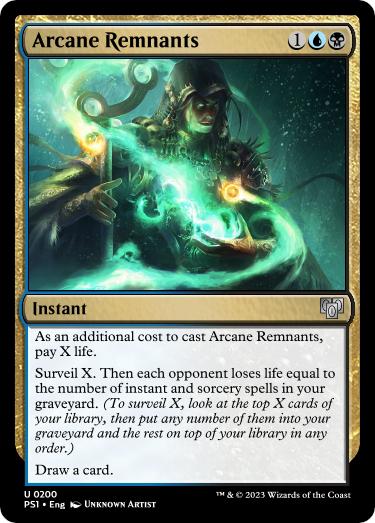 Arcane Remnants 1
Instant
As an additional cost to cast Arcane Remnants,
pay X life.
Surveil X. Then each opponent loses life equal to
the number of instant and sorcery spells in your
graveyard. (To surveil X, look at the top X cards of
your library, then put any number of them into your
graveyard and the rest on top of your library in any
order.)
Draw a card.
U 0200
PS1 • Eng Unknown Artist
™ & © 2023 Wizards of the Coast